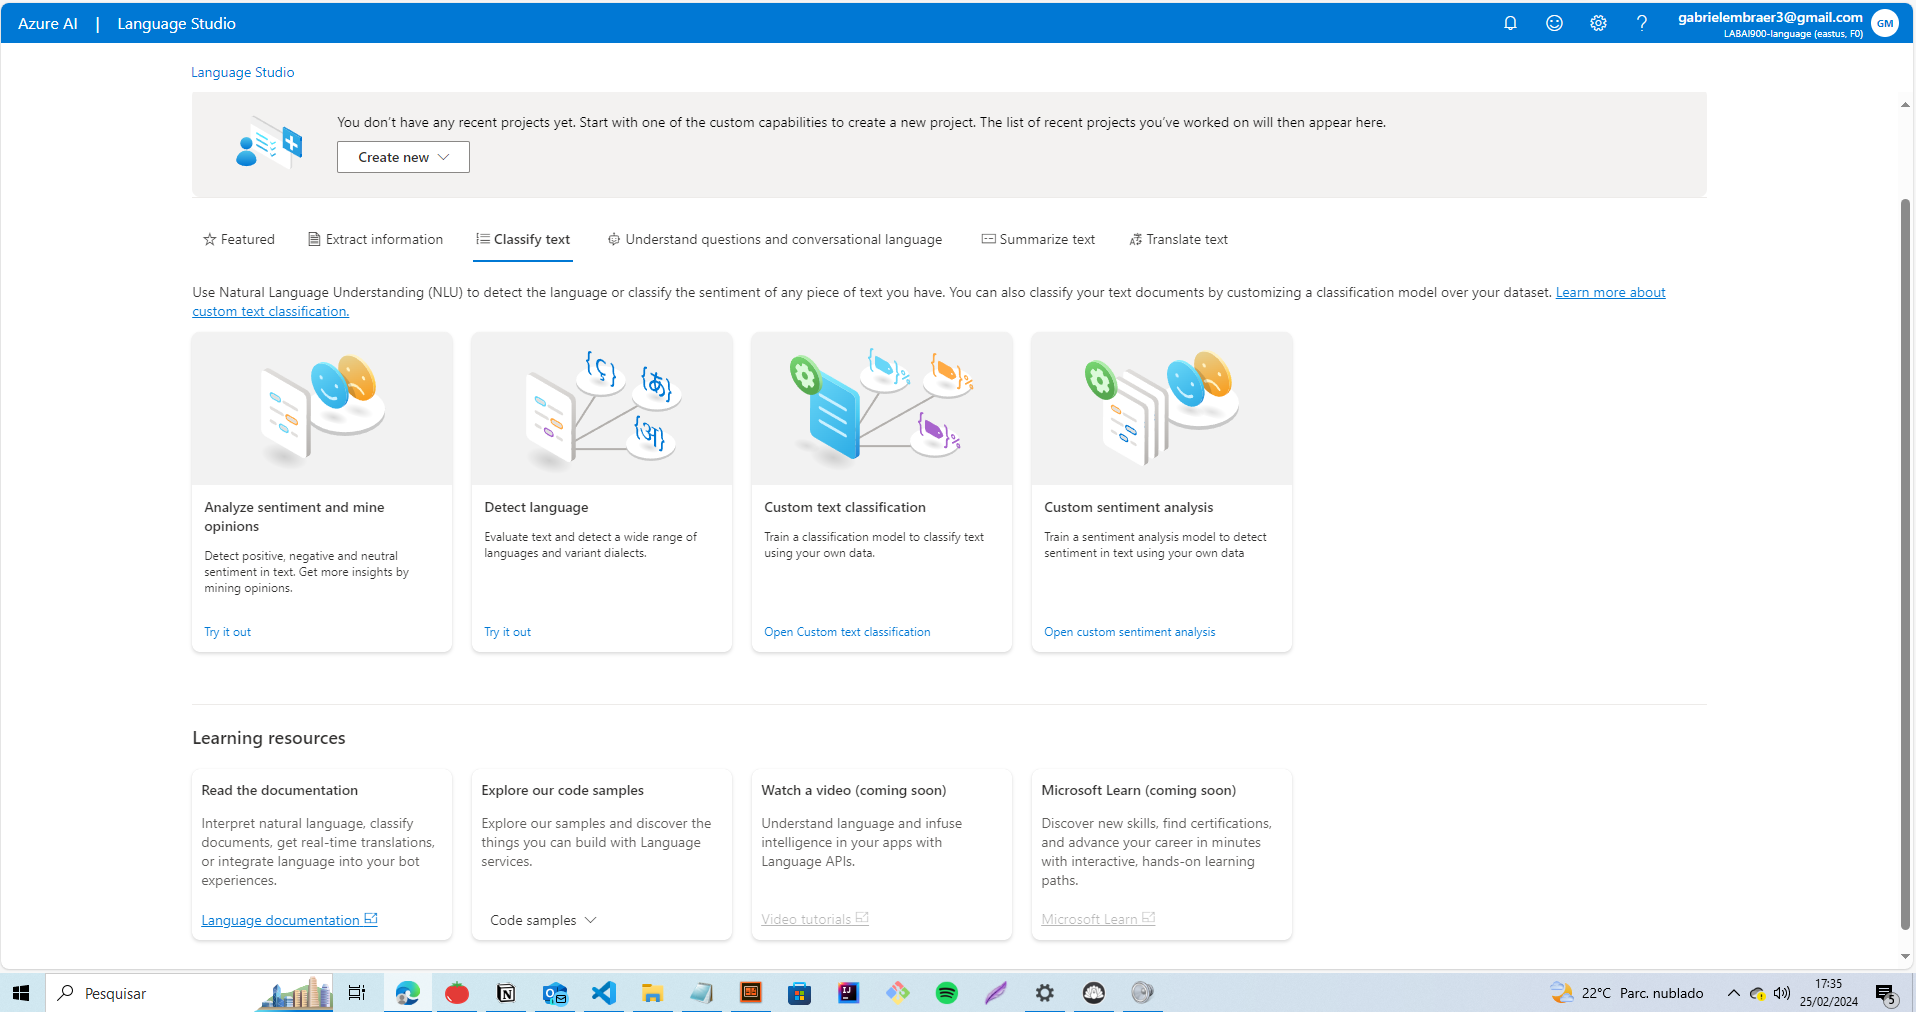 Azure AI | Language Studio
gabrielembraer3@gmail.com
LABAI900-language (eastus, F0)
GM
Language Studio
You don't have any recent projects yet. Start with one of the custom capabilities to create a new project. The list of recent projects you've worked on will then appear here.
Create new
Featured
Extract information
Classify text
Understand questions and conversational language
Summarize text
Translate text
Use Natural Language Understanding (NLU) to detect the language or classify the sentiment of any piece of text you have. You can also classify your text documents by customizing a classification model over your dataset. Learn more about
custom text classification.
{ç}
{あ}
{अ}
Analyze sentiment and mine
opinions
Detect positive, negative and neutral
sentiment in text. Get more insights by
mining opinions.
Try it out
Detect language
Evaluate text and detect a wide range of
languages and variant dialects.
Try it out
Custom text classification
Train a classification model to classify text
using your own data.
Open Custom text classification
Custom sentiment analysis
Train a sentiment analysis model to detect
sentiment in text using your own data
Open custom sentiment analysis
Learning resources
Read the documentation
Interpret natural language, classify
documents, get real-time translations,
or integrate language into your bot
experiences.
Language documentation
Explore our code samples
Explore our samples and discover the
things you can build with Language
services.
Code samples
Watch a video (coming soon)
Understand language and infuse
intelligence in your apps with
Language APIs.
Video tutorials
Microsoft Learn (coming soon)
Discover new skills, find certifications,
and advance your career in minutes
with interactive, hands-on learning
paths.
Microsoft Learn
Pesquisar
22°C Parc. nublado
17:35
25/02/2024
5